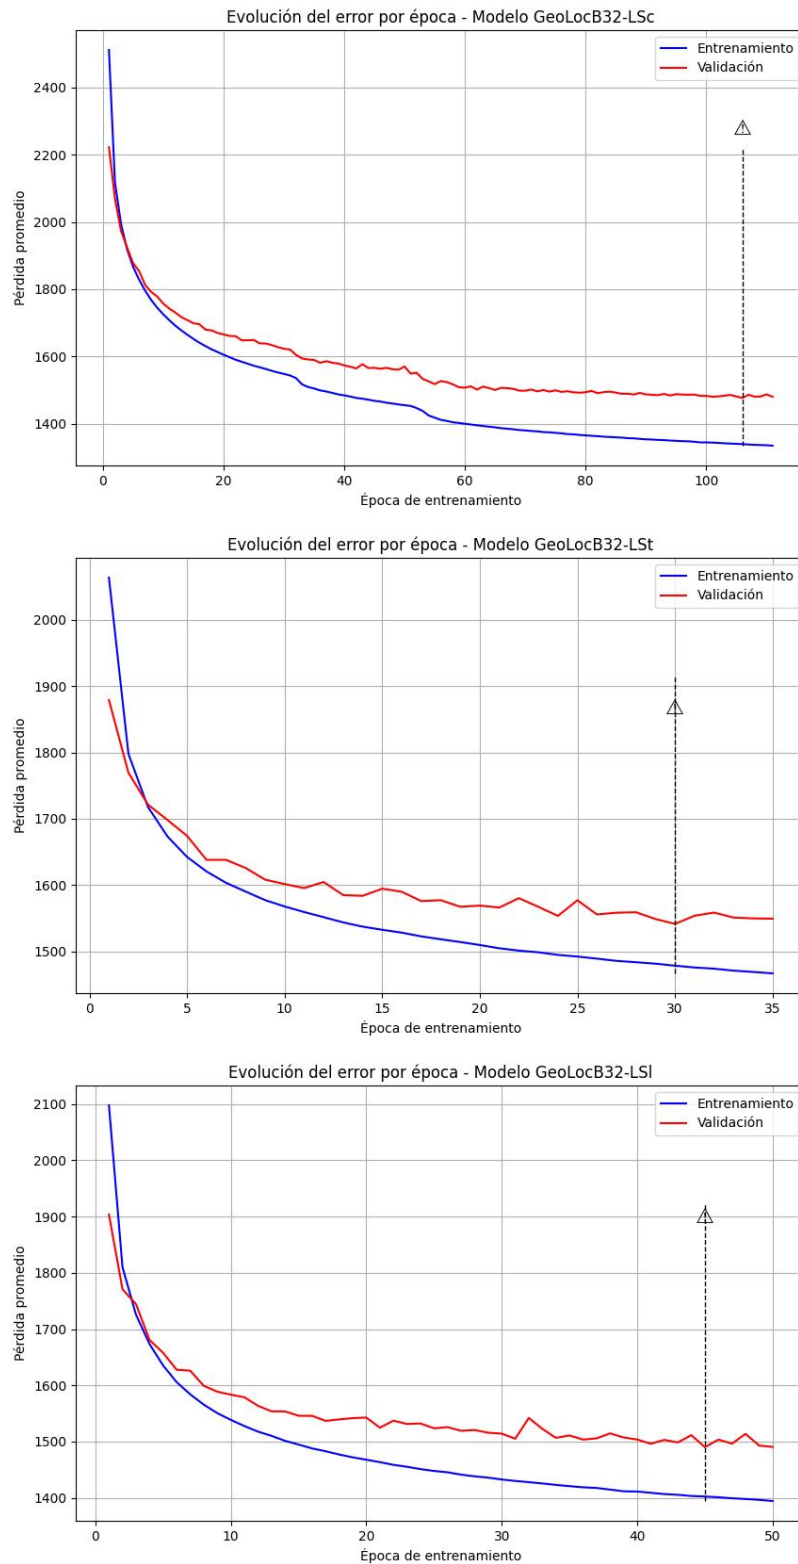 Evolución del error por época - Modelo GeoLocB32-LSc
Entrenamiento
Validación
2400
2200
2000
1800
1600
1400
Pérdida promedio
0 20 40 60 80 100
Época de entrenamiento
Evolución del error por época - Modelo GeoLocB32-LSt
Entrenamiento
Validación
2000
1900
1800
1700
1600
1500
Pérdida promedio
0 5 10 15 20 25 30 35
Época de entrenamiento
Evolución del error por época - Modelo GeoLocB32-LSl
Entrenamiento
Validación
2100
2000
1900
1800
1700
1600
1500
1400
Pérdida promedio
0 10 20 30 40 50
Época de entrenamiento